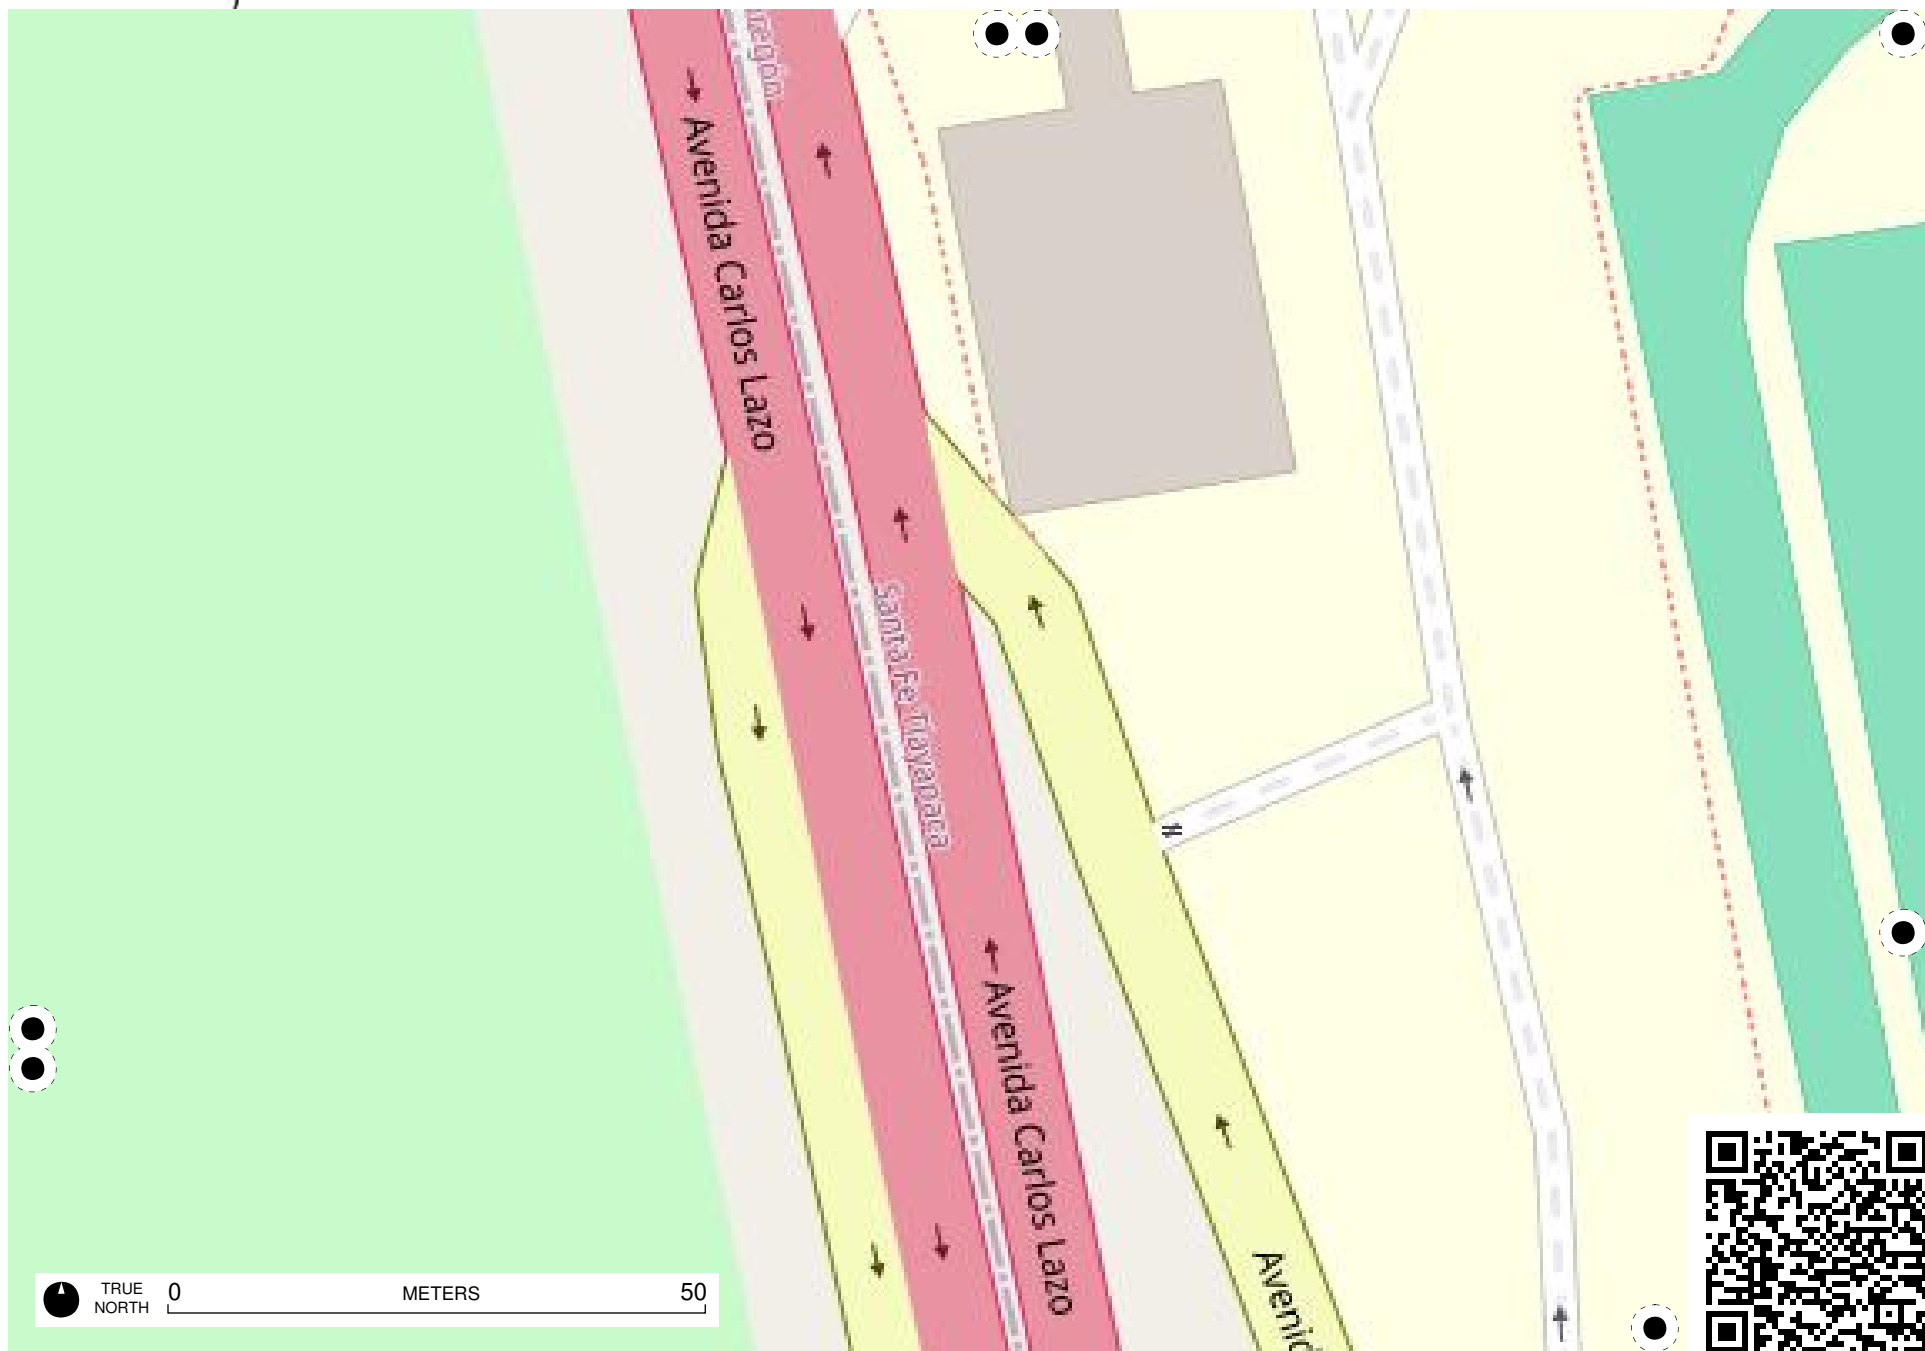 Avenida Carlos Lazo
Santa Fe Tlayapaca
Avenida Carlos Lazo
TRUE
NORTH
0 METERS 50